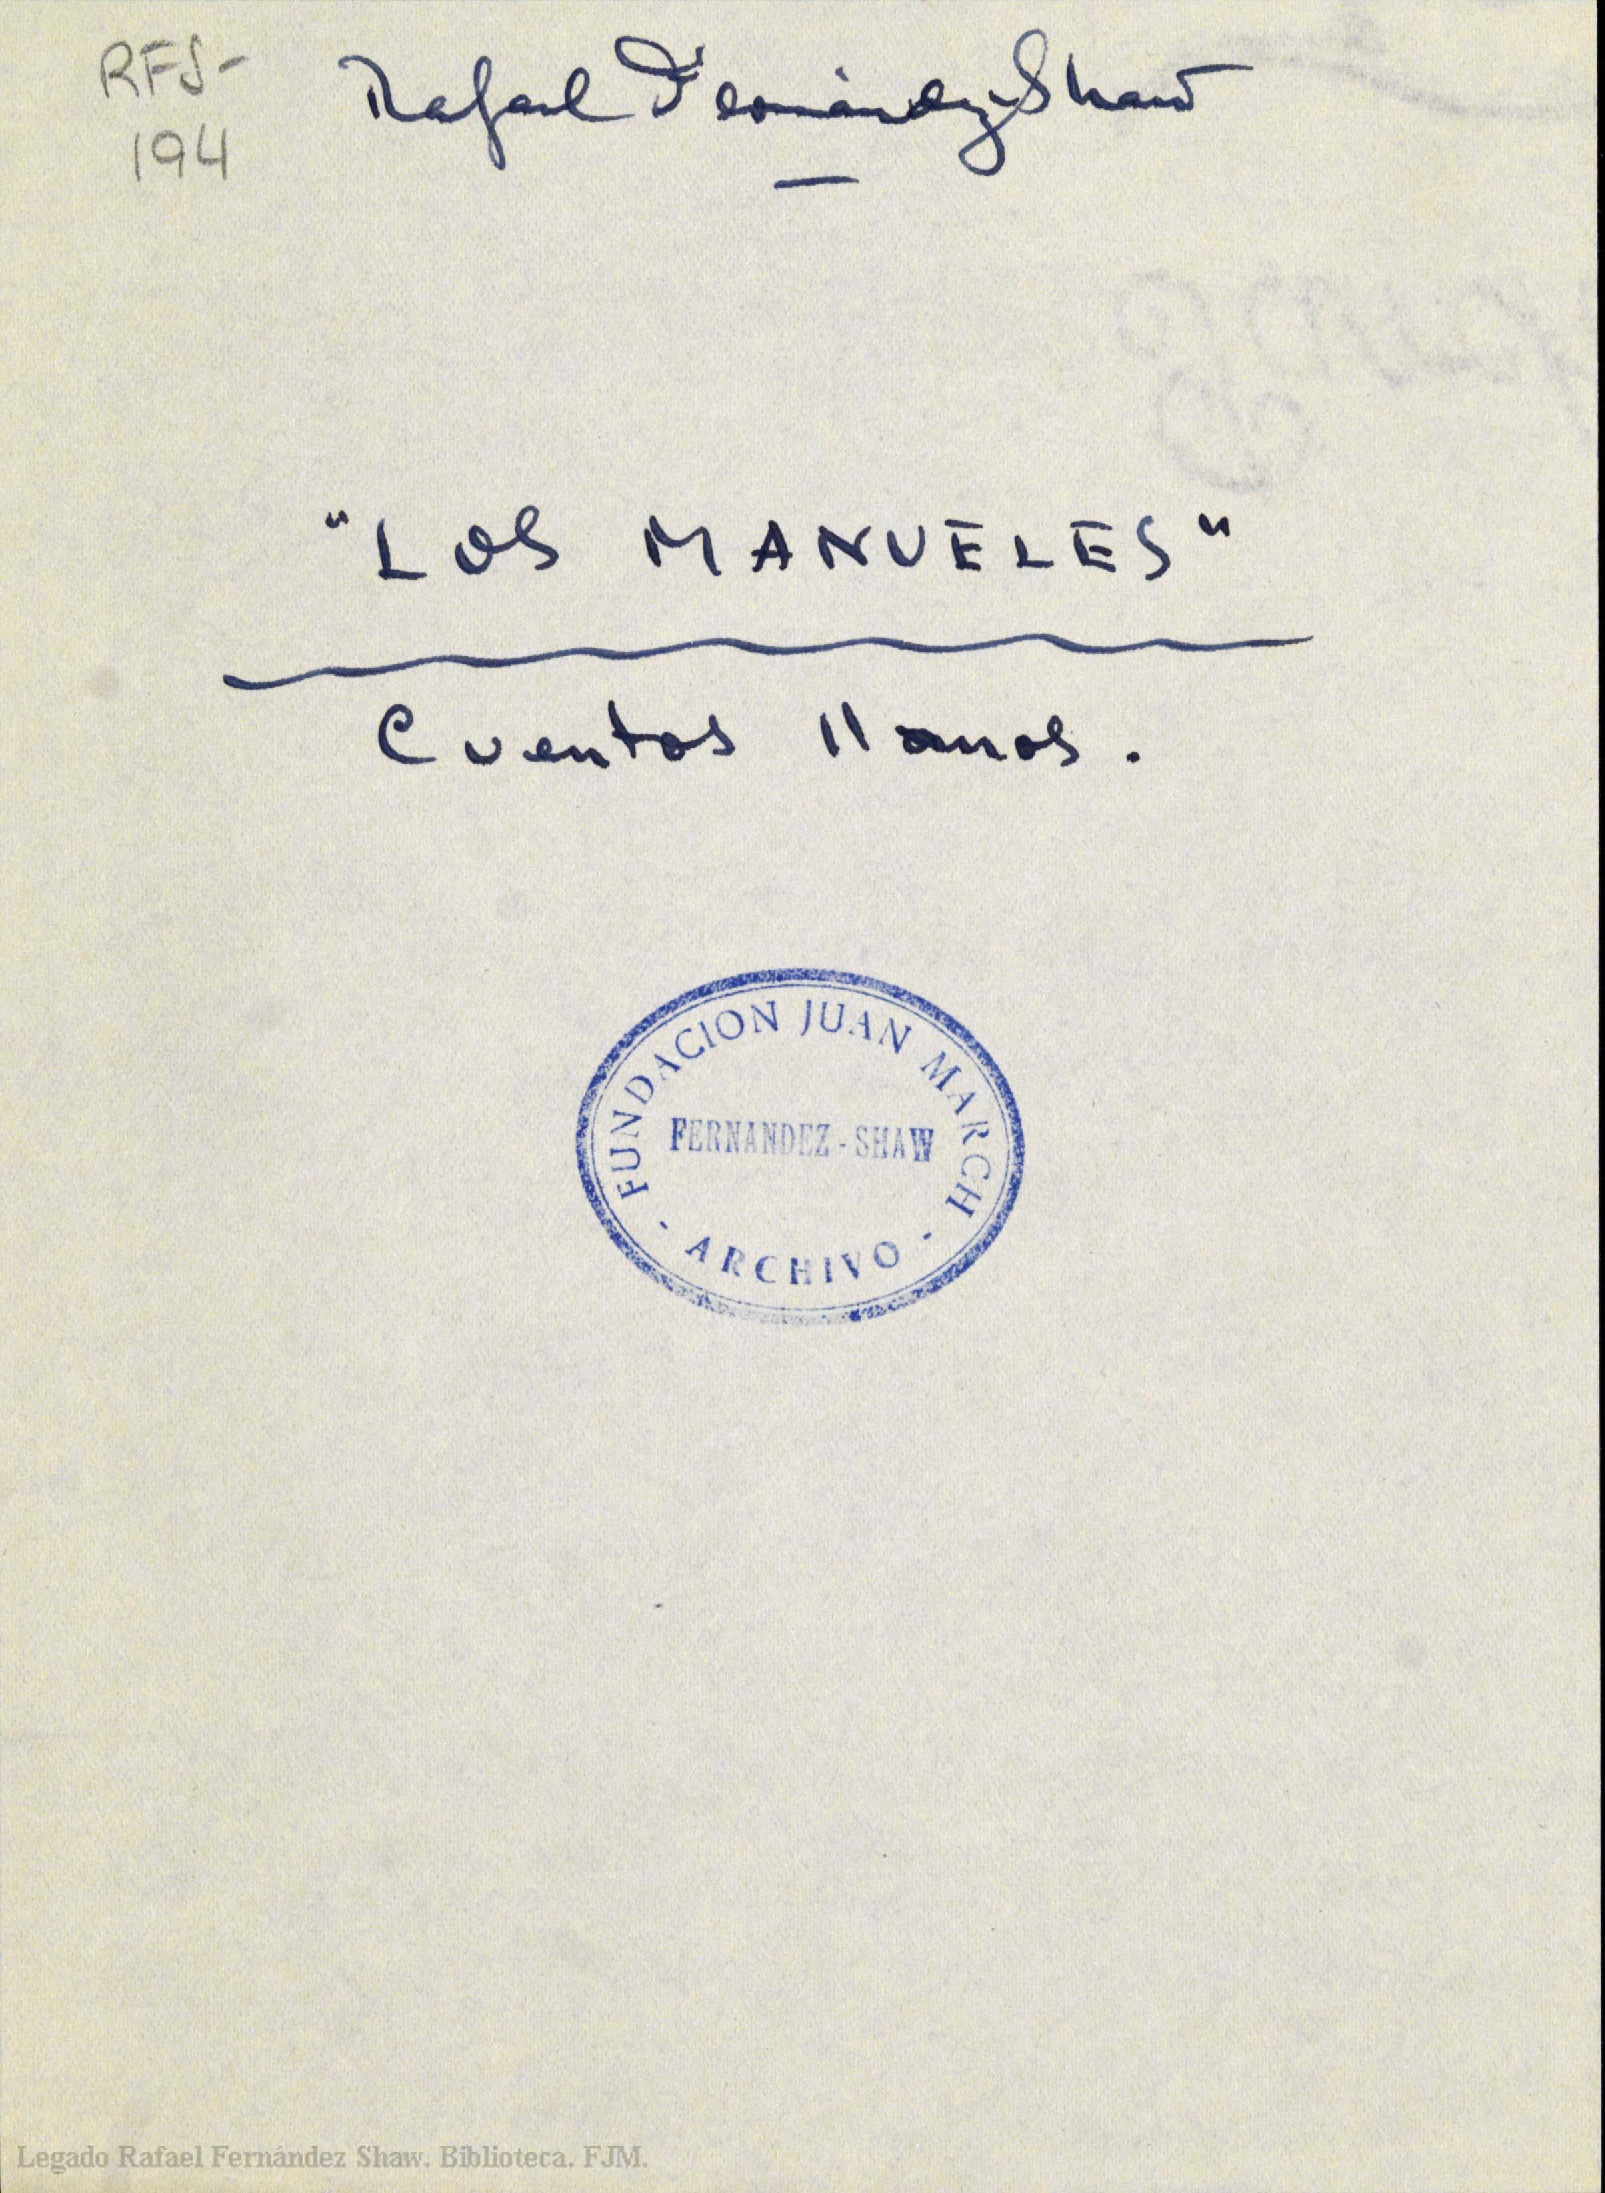 RFS-
194
Rafael Fernández-Shaw
"LOS MANUELES"
Cuentos llanos.
FUNDACION JUAN MARCH
FERNANDEZ-SHAW
- ARCHIVO -
Legado Rafael Fernández Shaw. Biblioteca. FJM.